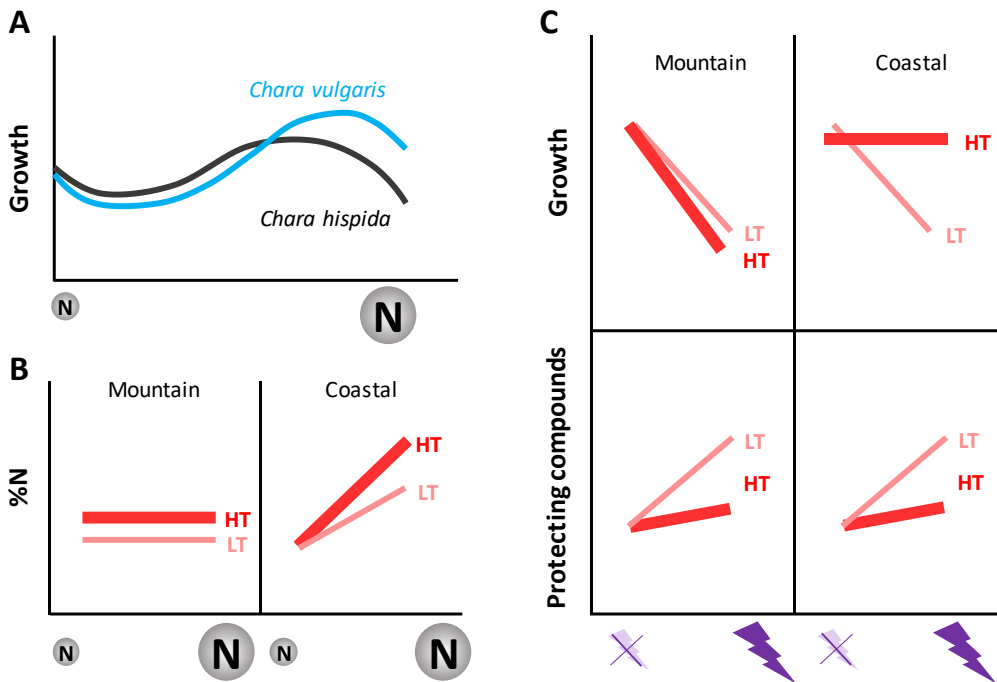 A
Growth
Chara vulgaris
Chara hispida
N
N
B
%N
Mountain
Coastal
HT
LT
HT
LT
N
N
N
N
C
Growth
Mountain
Coastal
LT
HT
HT
LT
Protecting compounds
LT
HT
LT
HT